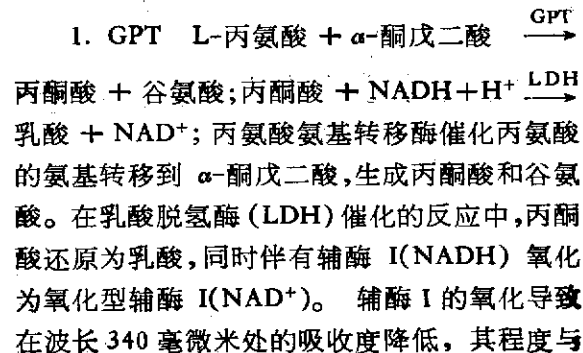 1. GPT L-丙氨酸 + α-酮戊二酸 —GPT→
丙酮酸 + 谷氨酸;丙酮酸 + NADH+H⁺ —LDH→
乳酸 + NAD⁺; 丙氨酸氨基转移酶催化丙氨酸
的氨基转移到 α-酮戊二酸,生成丙酮酸和谷氨
酸。在乳酸脱氢酶 (LDH) 催化的反应中,丙酮
酸还原为乳酸,同时伴有辅酶 I(NADH) 氧化
为氧化型辅酶 I(NAD⁺)。 辅酶 I 的氧化导致
在波长 340 毫微米处的吸收度降低, 其程度与